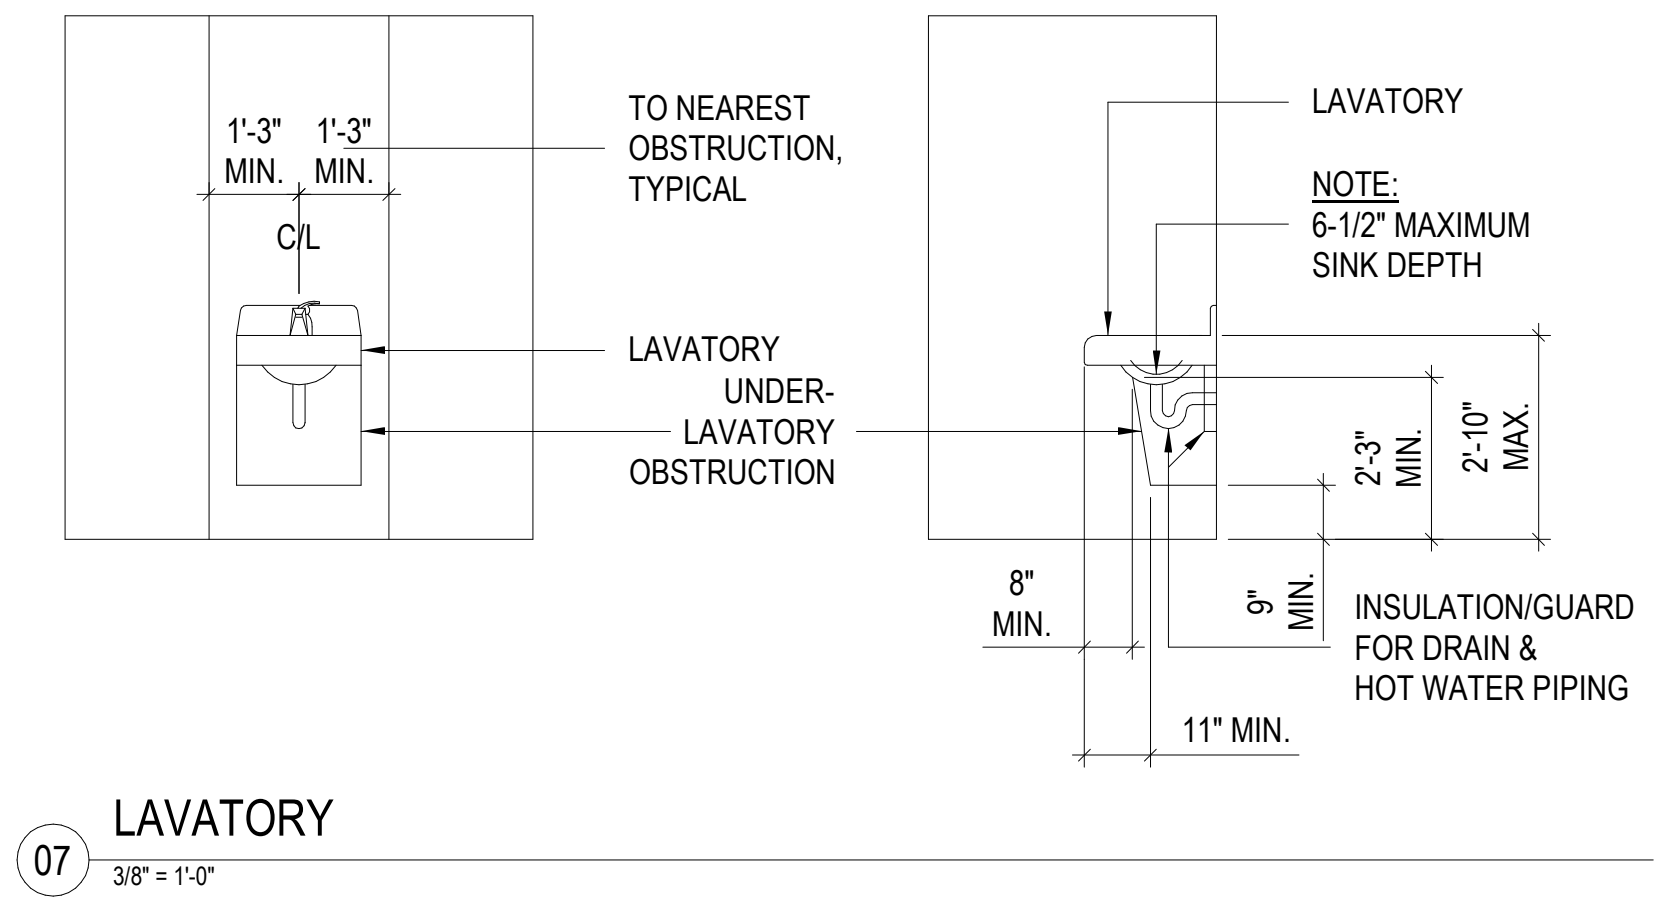 1'-3"
MIN.
1'-3"
MIN.
C/L
TO NEAREST
OBSTRUCTION,
TYPICAL
LAVATORY
UNDER-
LAVATORY
OBSTRUCTION
LAVATORY
NOTE:
6-1/2" MAXIMUM
SINK DEPTH
2'-3"
MIN.
2'-10"
MAX.
8"
MIN.
9"
MIN.
INSULATION/GUARD
FOR DRAIN &
HOT WATER PIPING
11" MIN.
07
LAVATORY
3/8" = 1'-0"